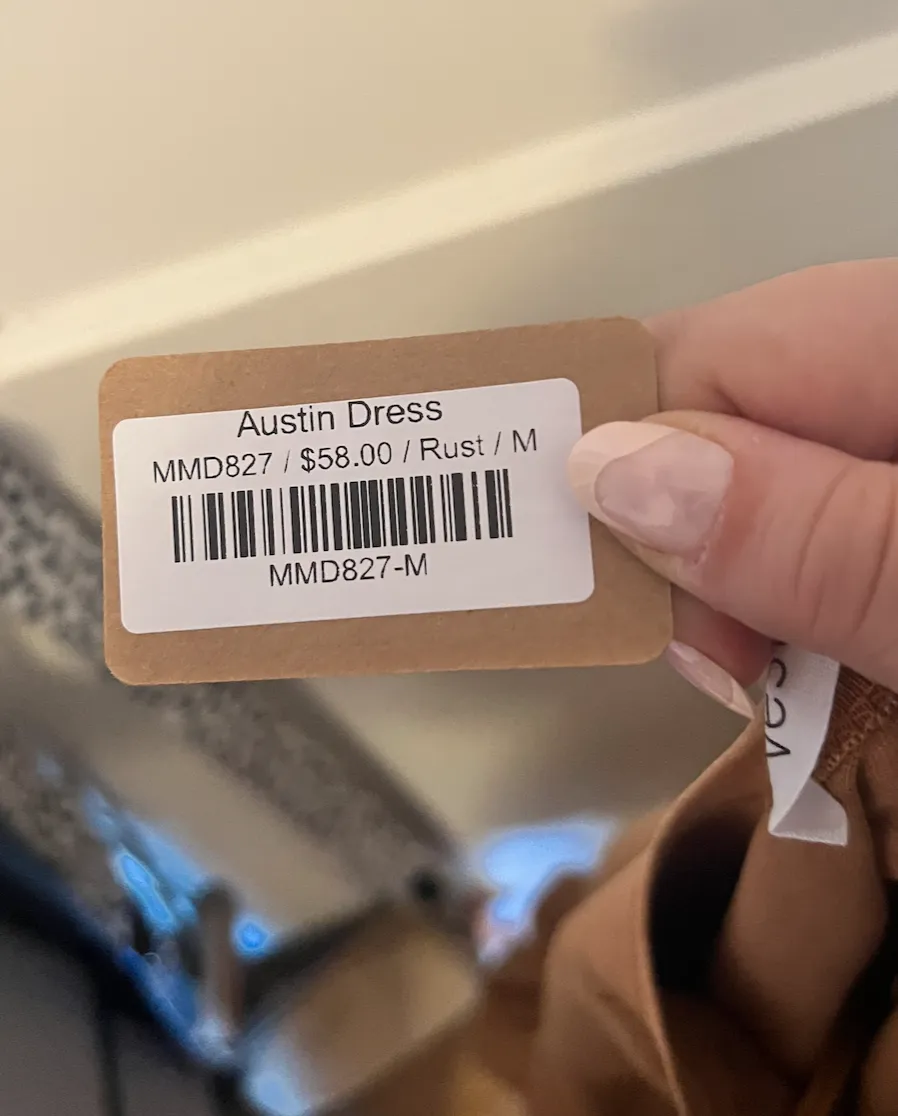 Austin Dress
MMD827 / $58.00 / Rust / M
MMD827-M